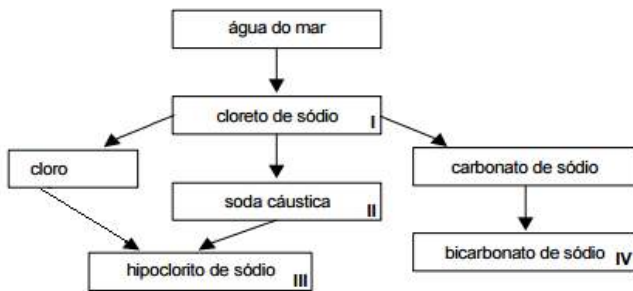 água do mar
cloreto de sódio I
cloro
carbonato de sódio
soda cáustica II
bicarbonato de sódio IV
hipoclorito de sódio III